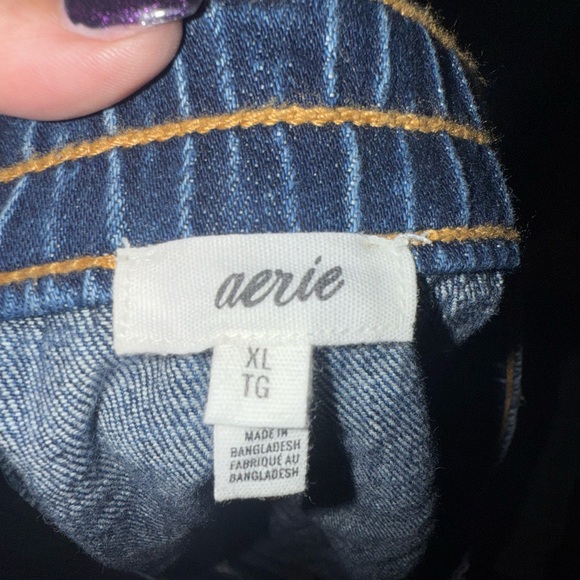 aerie
XL
TG
MADE IN
BANGLADESH
FABRIQUÉ AU
BANGLADESH